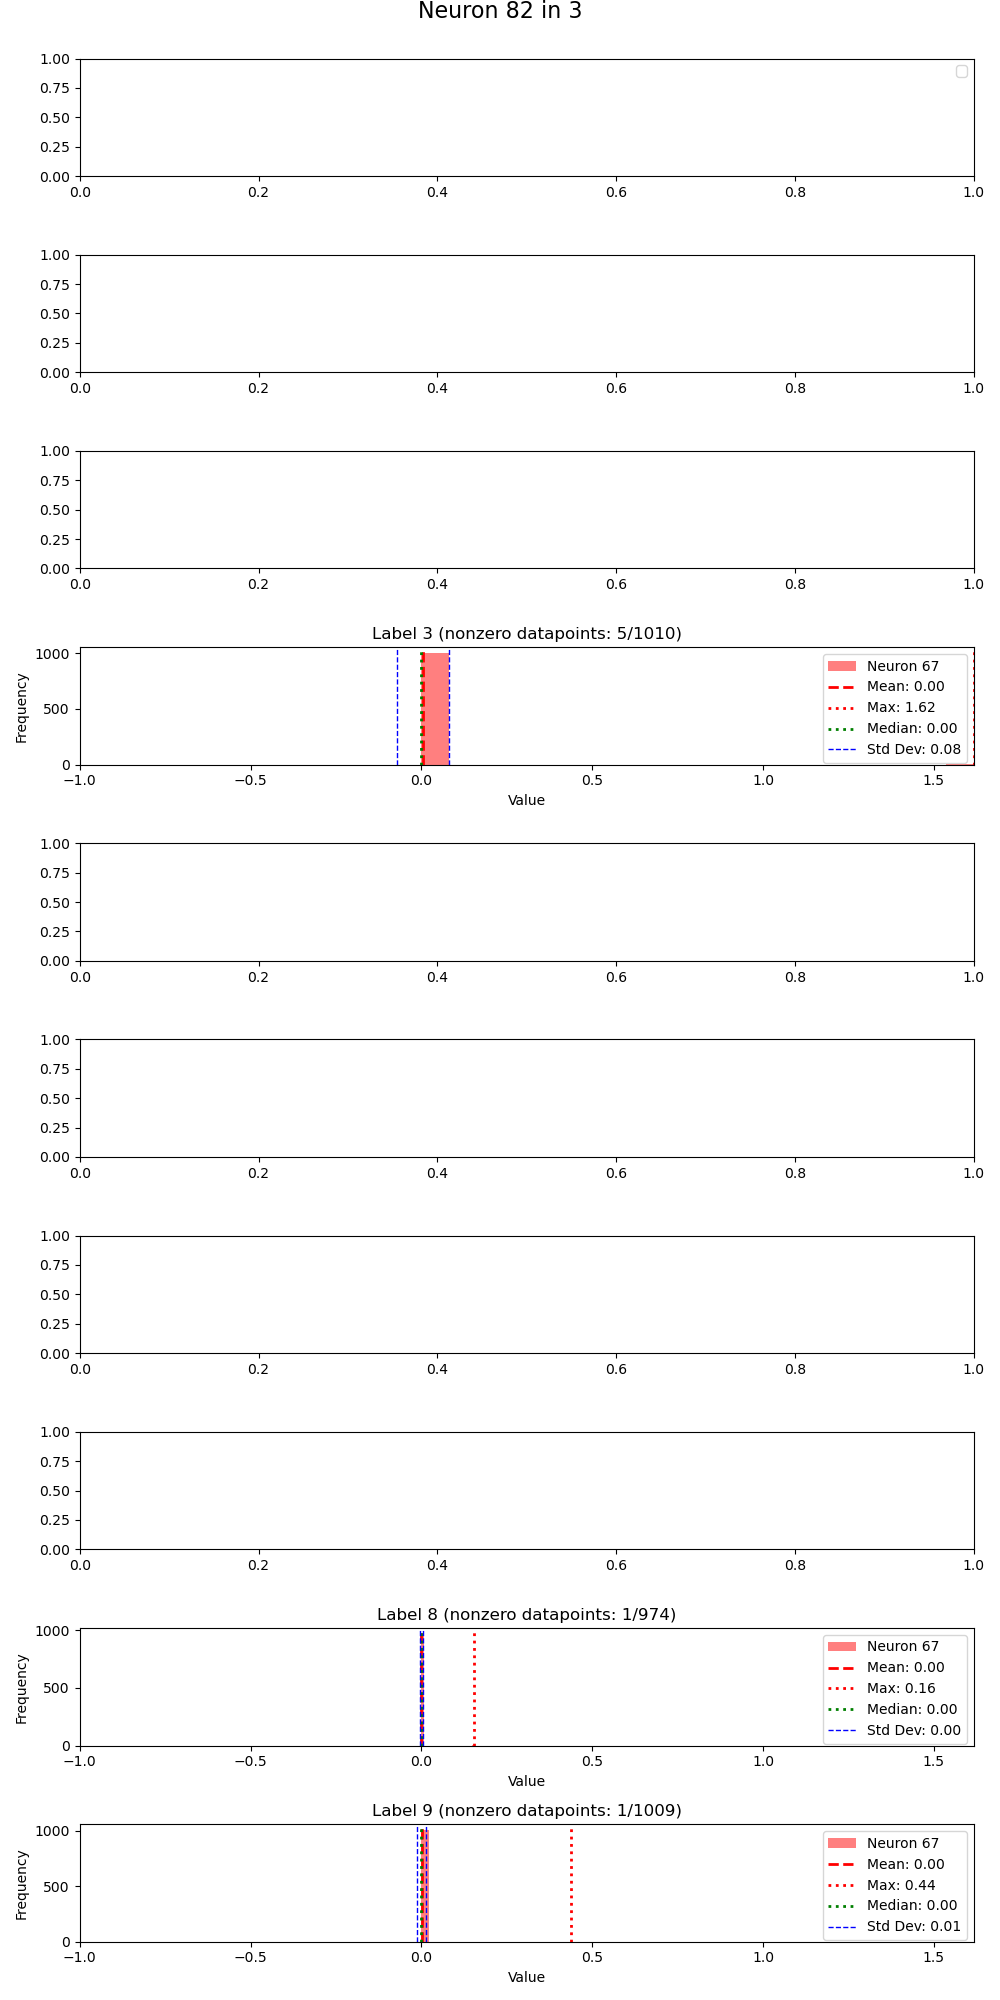 Neuron 82 in 3
1.00
0.75
0.50
0.25
0.00
0.0 0.2 0.4 0.6 0.8 1.0
1.00
0.75
0.50
0.25
0.00
0.0 0.2 0.4 0.6 0.8 1.0
1.00
0.75
0.50
0.25
0.00
0.0 0.2 0.4 0.6 0.8 1.0
Label 3 (nonzero datapoints: 5/1010)
Frequency
1000
500
0
Neuron 67
Mean: 0.00
Max: 1.62
Median: 0.00
Std Dev: 0.08
−1.0 −0.5 0.0 0.5 1.0 1.5
Value
1.00
0.75
0.50
0.25
0.00
0.0 0.2 0.4 0.6 0.8 1.0
1.00
0.75
0.50
0.25
0.00
0.0 0.2 0.4 0.6 0.8 1.0
1.00
0.75
0.50
0.25
0.00
0.0 0.2 0.4 0.6 0.8 1.0
1.00
0.75
0.50
0.25
0.00
0.0 0.2 0.4 0.6 0.8 1.0
Label 8 (nonzero datapoints: 1/974)
Frequency
1000
500
0
Neuron 67
Mean: 0.00
Max: 0.16
Median: 0.00
Std Dev: 0.00
−1.0 −0.5 0.0 0.5 1.0 1.5
Value
Label 9 (nonzero datapoints: 1/1009)
Frequency
1000
500
0
Neuron 67
Mean: 0.00
Max: 0.44
Median: 0.00
Std Dev: 0.01
−1.0 −0.5 0.0 0.5 1.0 1.5
Value